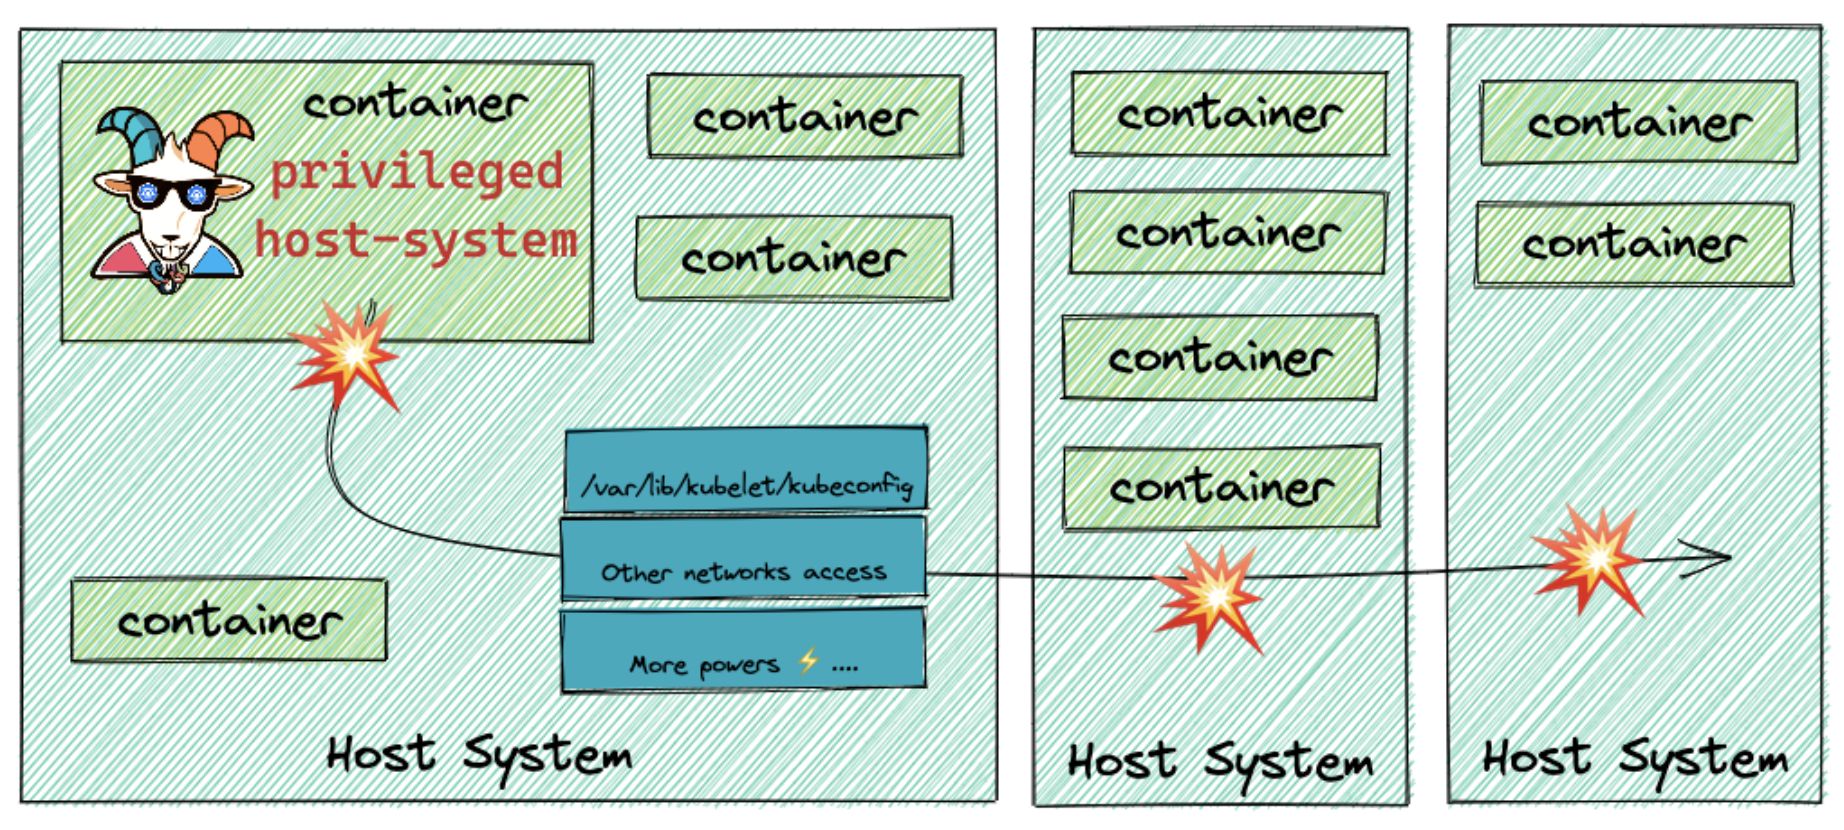 container
privileged
host-system
container
container
/var/lib/kubelet/kubeconfig
Other networks access
More powers ⚡ ....
container
Host System
container
container
container
container
Host System
container
container
Host System